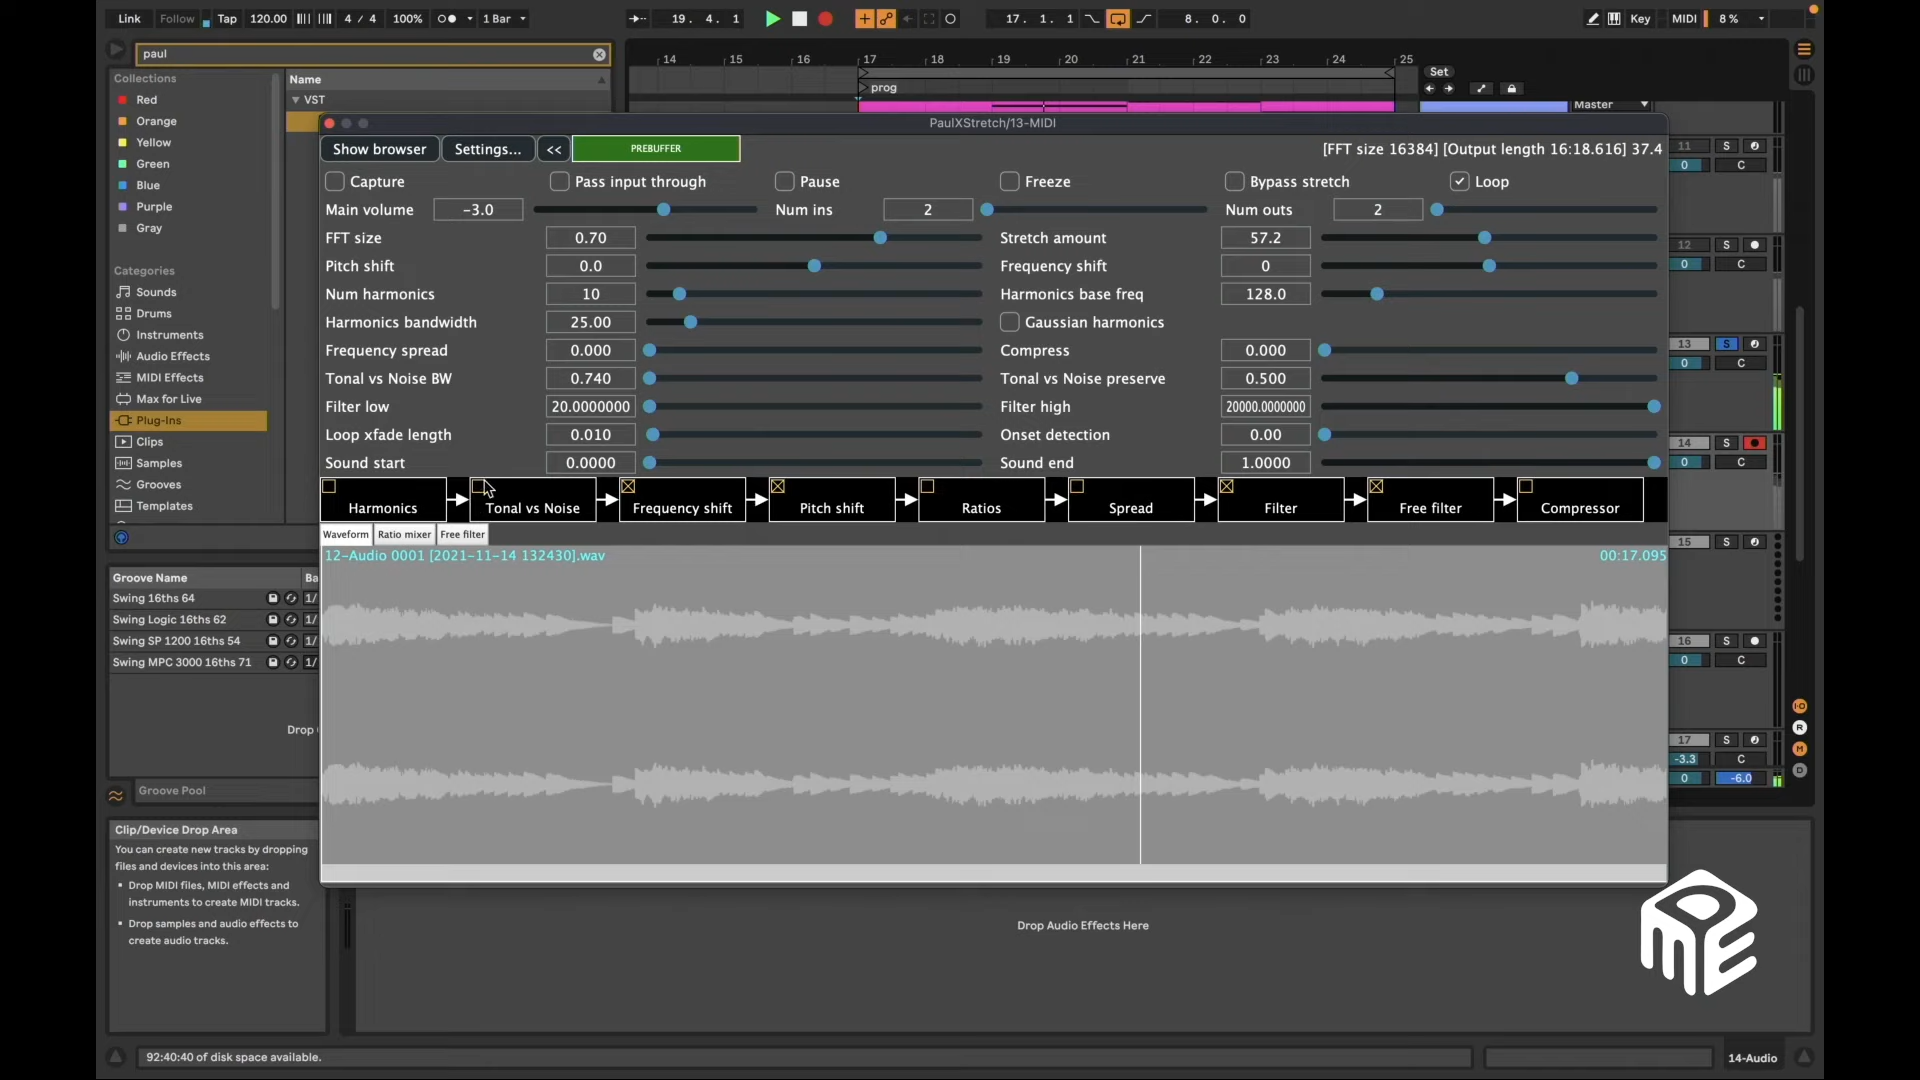 Link Follow Tap 120.00 4 / 4 100% 1 Bar 19. 4. 1 17. 1. 1 8. 0. 0 Key MIDI 8 %
paul
14 15 16 17 18 19 20 21 22 23 24 25
Set
prog
Master
Collections
Red
Orange
Yellow
Green
Blue
Purple
Gray
Categories
Sounds
Drums
Instruments
Audio Effects
MIDI Effects
Max for Live
Plug-Ins
Clips
Samples
Grooves
Templates
Name
VST
PaulXStretch/13-MIDI
Show browser Settings... << PREBUFFER [FFT size 16384] [Output length 16:18.616] 37.4
Capture Pass input through Pause Freeze Bypass stretch Loop
Main volume -3.0 Num ins 2 Num outs 2
FFT size 0.70 Stretch amount 57.2
Pitch shift 0.0 Frequency shift 0
Num harmonics 10 Harmonics base freq 128.0
Harmonics bandwidth 25.00 Gaussian harmonics
Frequency spread 0.000 Compress 0.000
Tonal vs Noise BW 0.740 Tonal vs Noise preserve 0.500
Filter low 20.0000000 Filter high 20000.0000000
Loop xfade length 0.010 Onset detection 0.00
Sound start 0.0000 Sound end 1.0000
Harmonics Tonal vs Noise Frequency shift Pitch shift Ratios Spread Filter Free filter Compressor
Waveform Ratio mixer Free filter
12-Audio 0001 [2021-11-14 132430].wav 00:17.095
11 S
0 C
12 S
0 C
13 S
0 C
14 S
0 C
15 S
16 S
0 C
17 S
-3.3 C
0 -6.0
I·O
R
M
D
Groove Name Ba
Swing 16ths 64 1/
Swing Logic 16ths 62 1/
Swing SP 1200 16ths 54 1/
Swing MPC 3000 16ths 71 1/
Drop
Groove Pool
Clip/Device Drop Area
You can create new tracks by dropping
files and devices into this area:
• Drop MIDI files, MIDI effects and
instruments to create MIDI tracks.
• Drop samples and audio effects to
create audio tracks.
Drop Audio Effects Here
92:40:40 of disk space available.
14-Audio